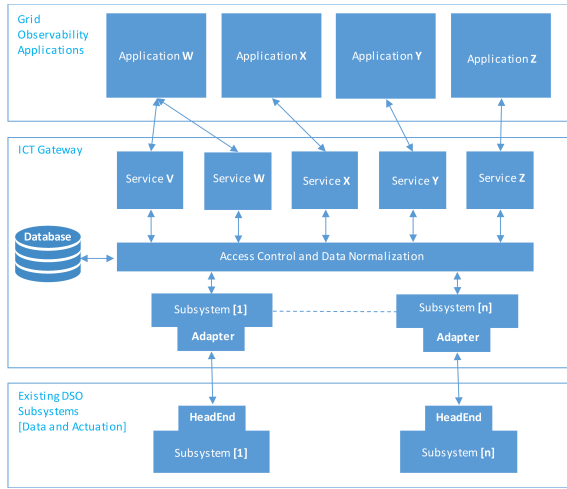 Grid
Observability
Applications
Application W
Application X
Application Y
Application Z
ICT Gateway
Service V
Service W
Service X
Service Y
Service Z
Database
Access Control and Data Normalization
Subsystem [1]
Adapter
Subsystem [n]
Adapter
Existing DSO
Subsystems
[Data and Actuation]
HeadEnd
Subsystem [1]
HeadEnd
Subsystem [n]